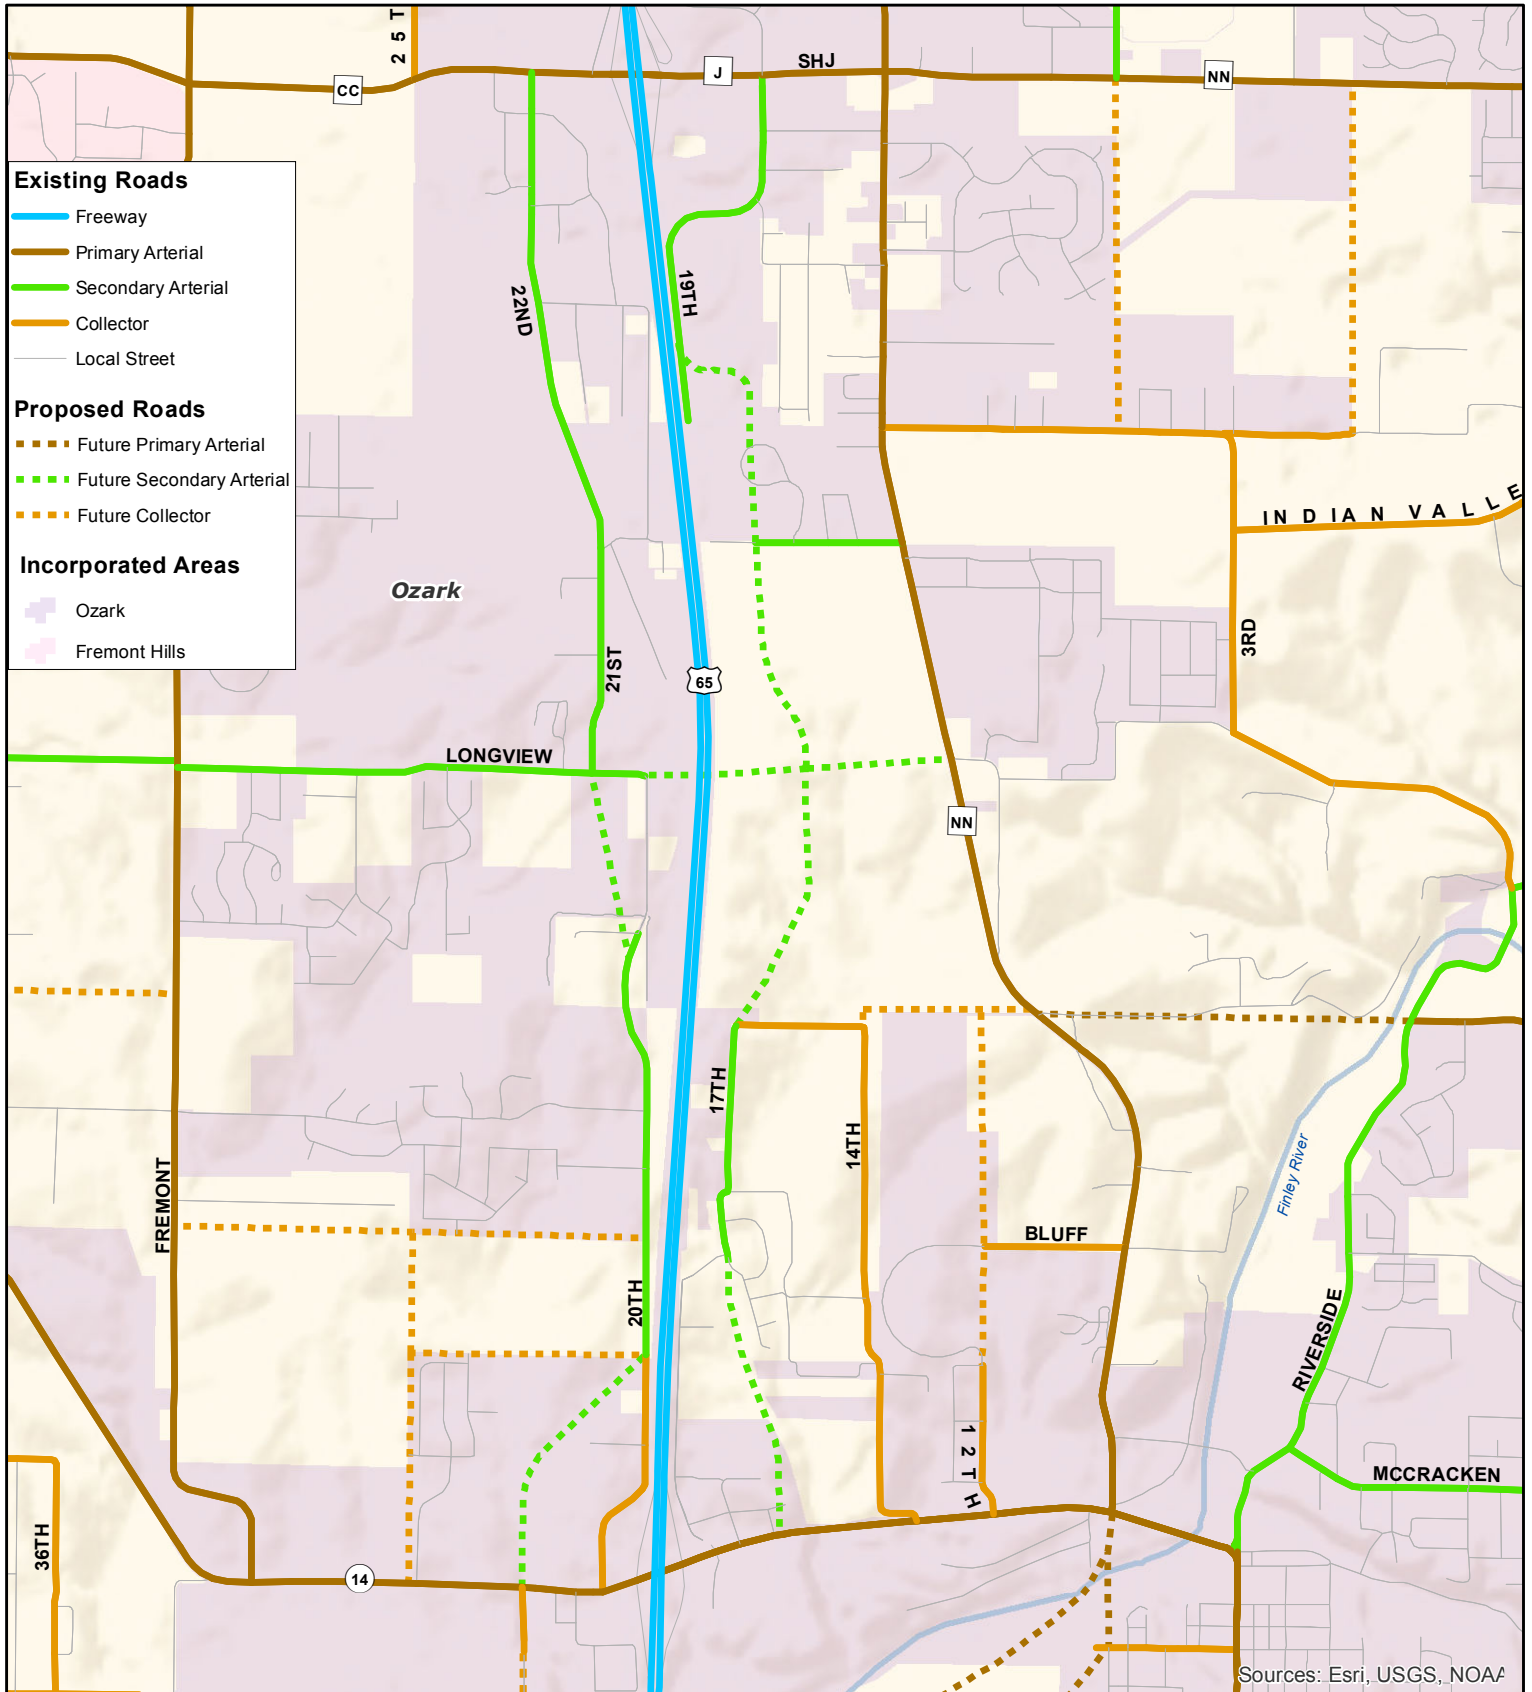 25T
SHJ
J
CC
NN
Existing Roads
Freeway
Primary Arterial
Secondary Arterial
Collector
Local Street
Proposed Roads
Future Primary Arterial
Future Secondary Arterial
Future Collector
Incorporated Areas
Ozark
Fremont Hills
19TH
22ND
INDIAN VALLE
Ozark
3RD
21ST
65
LONGVIEW
NN
17TH
14TH
Finley River
FREMONT
BLUFF
20TH
RIVERSIDE
12TH
MCCRACKEN
36TH
14
Sources: Esri, USGS, NOAA